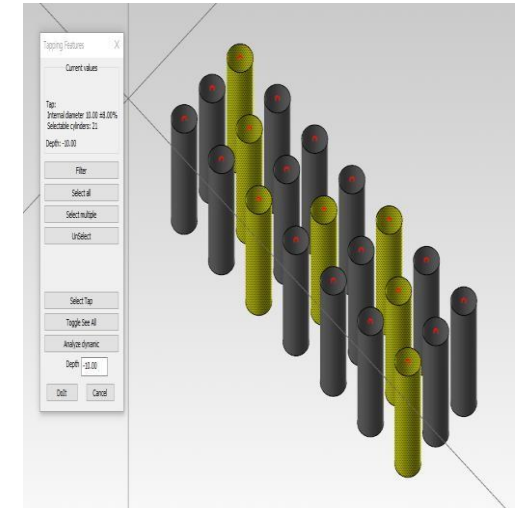 Tapping Features X
Current values
Tap:
Internal diameter 10.00 ±8.00%
Selectable cylinders: 21
Depth: -10.00
Filter
Select all
Select multiple
UnSelect
Select Tap
Toggle See All
Analyze dynamic
Depth -10.00
DoIt Cancel